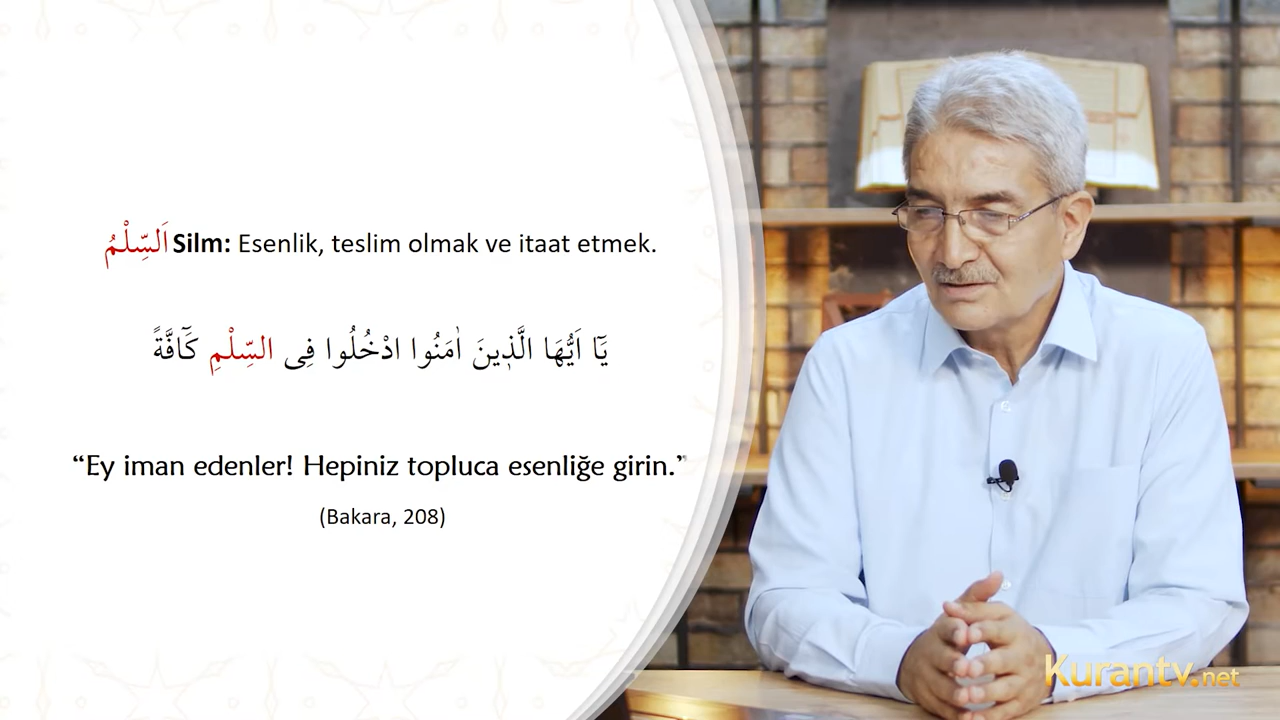 اَلسِّلْمُ Silm: Esenlik, teslim olmak ve itaat etmek.
يَٓا اَيُّهَا الَّذ۪ينَ اٰمَنُوا ادْخُلُوا فِى السِّلْمِ كَٓافَّةً
“Ey iman edenler! Hepiniz topluca esenliğe girin.”
(Bakara, 208)
Kurantv.net